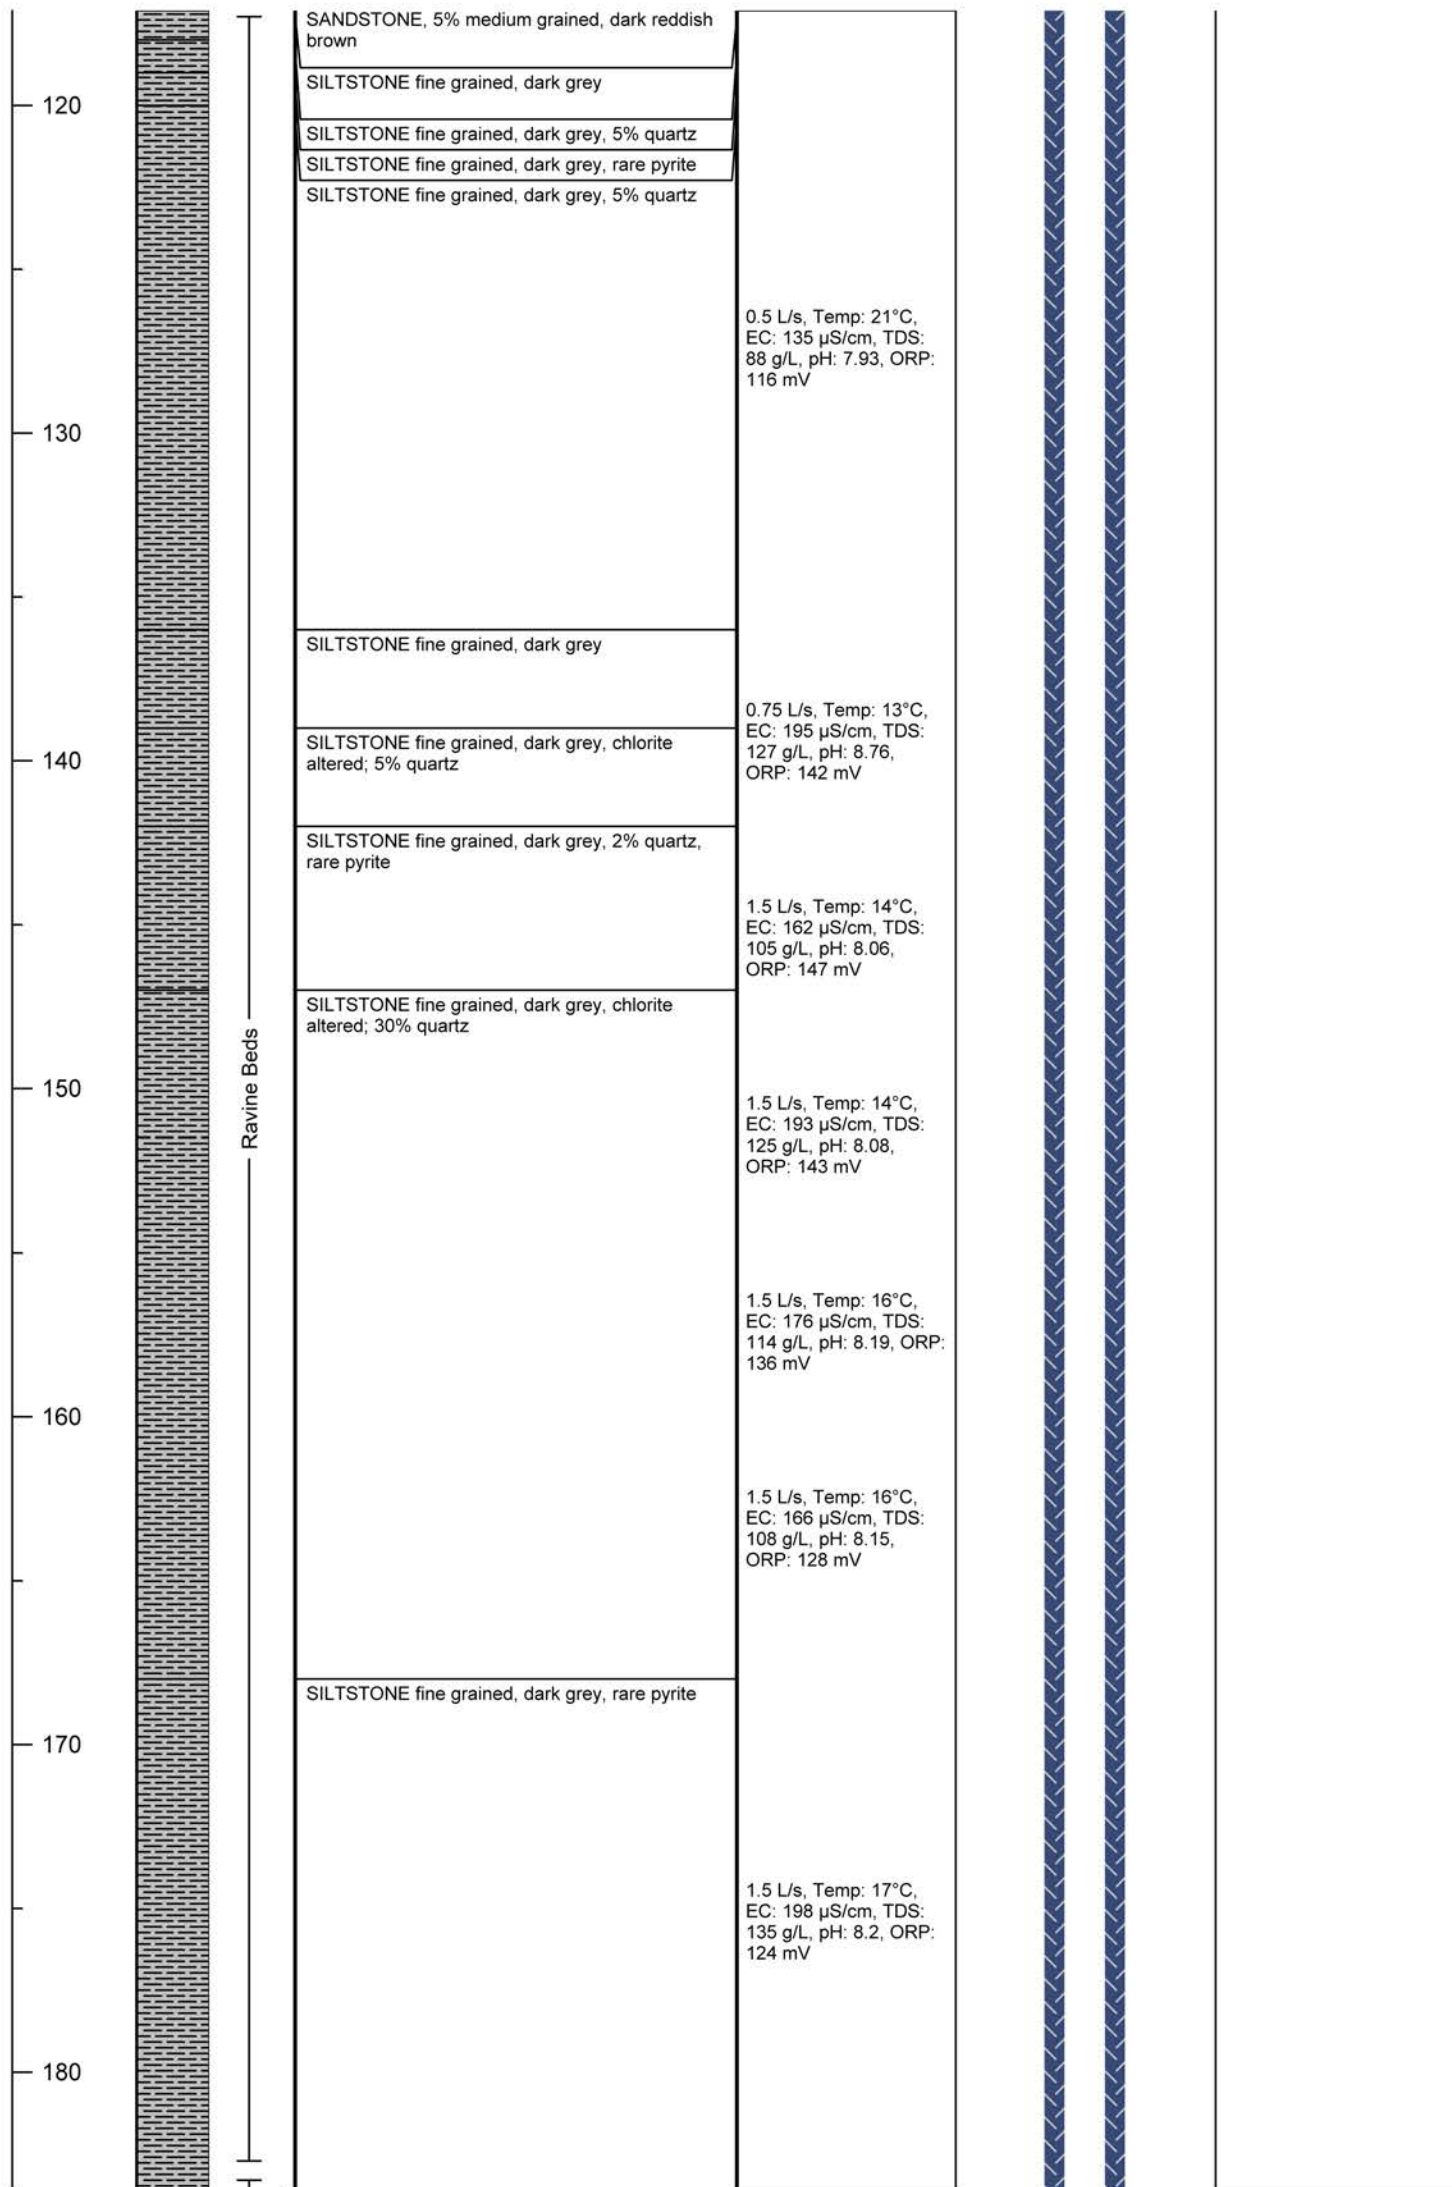 SANDSTONE, 5% medium grained, dark reddish
brown
SILTSTONE fine grained, dark grey
120
SILTSTONE fine grained, dark grey, 5% quartz
SILTSTONE fine grained, dark grey, rare pyrite
SILTSTONE fine grained, dark grey, 5% quartz
0.5 L/s, Temp: 21°C,
EC: 135 µS/cm, TDS:
88 g/L, pH: 7.93, ORP:
116 mV
130
SILTSTONE fine grained, dark grey
0.75 L/s, Temp: 13°C,
EC: 195 µS/cm, TDS:
127 g/L, pH: 8.76,
ORP: 142 mV
SILTSTONE fine grained, dark grey, chlorite
altered; 5% quartz
140
SILTSTONE fine grained, dark grey, 2% quartz,
rare pyrite
1.5 L/s, Temp: 14°C,
EC: 162 µS/cm, TDS:
105 g/L, pH: 8.06,
ORP: 147 mV
SILTSTONE fine grained, dark grey, chlorite
altered; 30% quartz
Ravine Beds
150
1.5 L/s, Temp: 14°C,
EC: 193 µS/cm, TDS:
125 g/L, pH: 8.08,
ORP: 143 mV
1.5 L/s, Temp: 16°C,
EC: 176 µS/cm, TDS:
114 g/L, pH: 8.19, ORP:
136 mV
160
1.5 L/s, Temp: 16°C,
EC: 166 µS/cm, TDS:
108 g/L, pH: 8.15,
ORP: 128 mV
SILTSTONE fine grained, dark grey, rare pyrite
170
1.5 L/s, Temp: 17°C,
EC: 198 µS/cm, TDS:
135 g/L, pH: 8.2, ORP:
124 mV
180